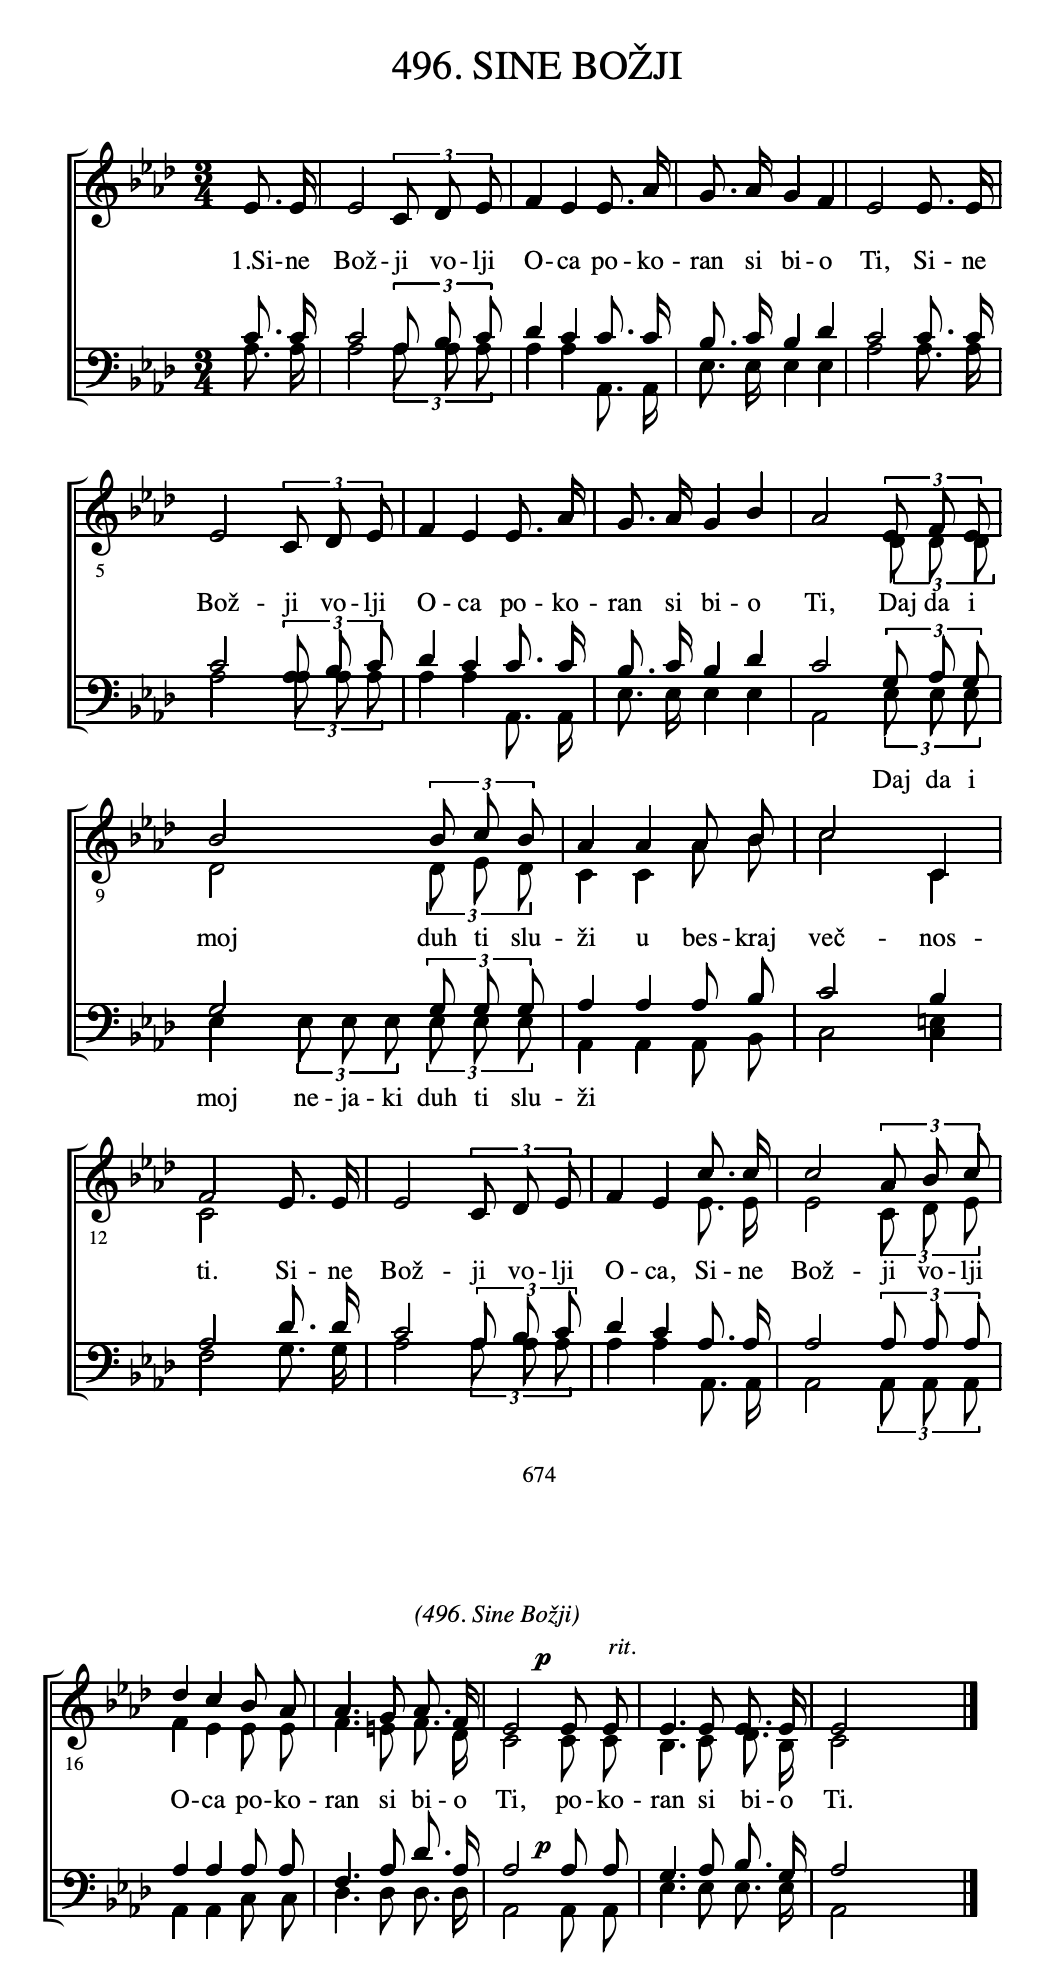 496. SINE BOŽJI
3 3
1.Si - ne Bož - ji vo - lji O - ca po - ko - ran si bi - o Ti, Si - ne
3
3
3 3
5
Bož - ji vo - lji O - ca po - ko - ran si bi - o Ti, Daj da i
3 3
3 3
Daj da i
3
9
3
moj duh ti slu - ži u bes - kraj več - nos -
3
3 3
moj ne - ja - ki duh ti slu - ži
3 3
12
3
ti. Si - ne Bož - ji vo - lji O - ca, Si - ne Bož - ji vo - lji
3 3
3 3
674
(496. Sine Božji)
p rit.
16
O - ca po - ko - ran si bi - o Ti, po - ko - ran si bi - o Ti.
p